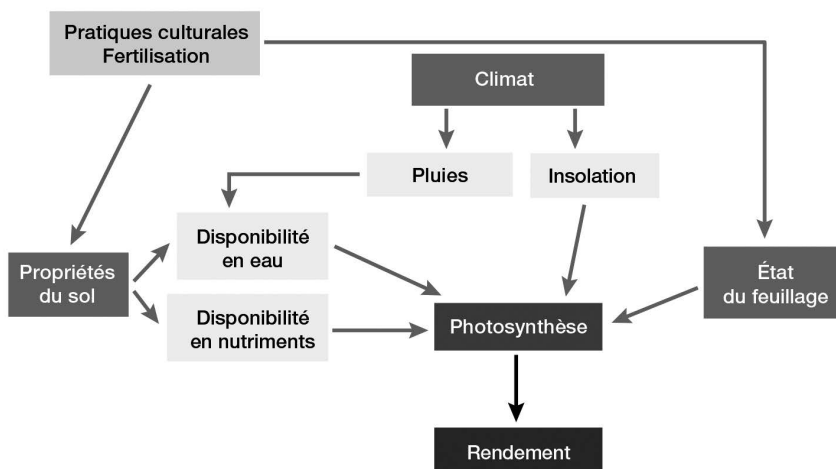 Pratiques culturales
Fertilisation
Climat
Pluies
Insolation
Disponibilité
en eau
Propriétés
du sol
État
du feuillage
Disponibilité
en nutriments
Photosynthèse
Rendement